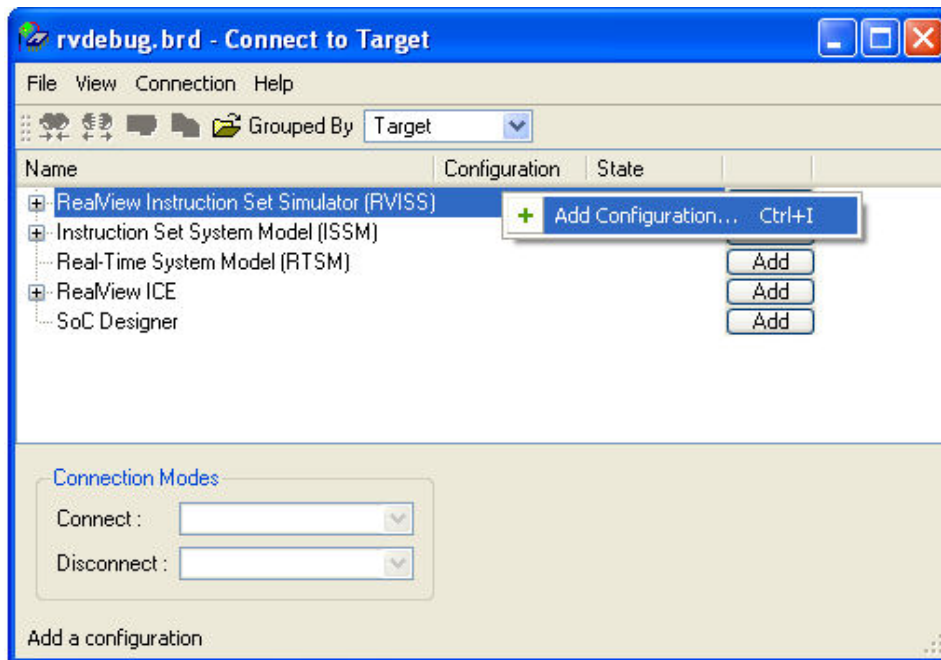 rvdebug.brd - Connect to Target
File View Connection Help
Grouped By Target
Name Configuration State
RealView Instruction Set Simulator (RVISS)
Add Configuration... Ctrl+I
Instruction Set System Model (ISSM)
Real-Time System Model (RTSM) Add
RealView ICE Add
SoC Designer Add
Connection Modes
Connect :
Disconnect :
Add a configuration